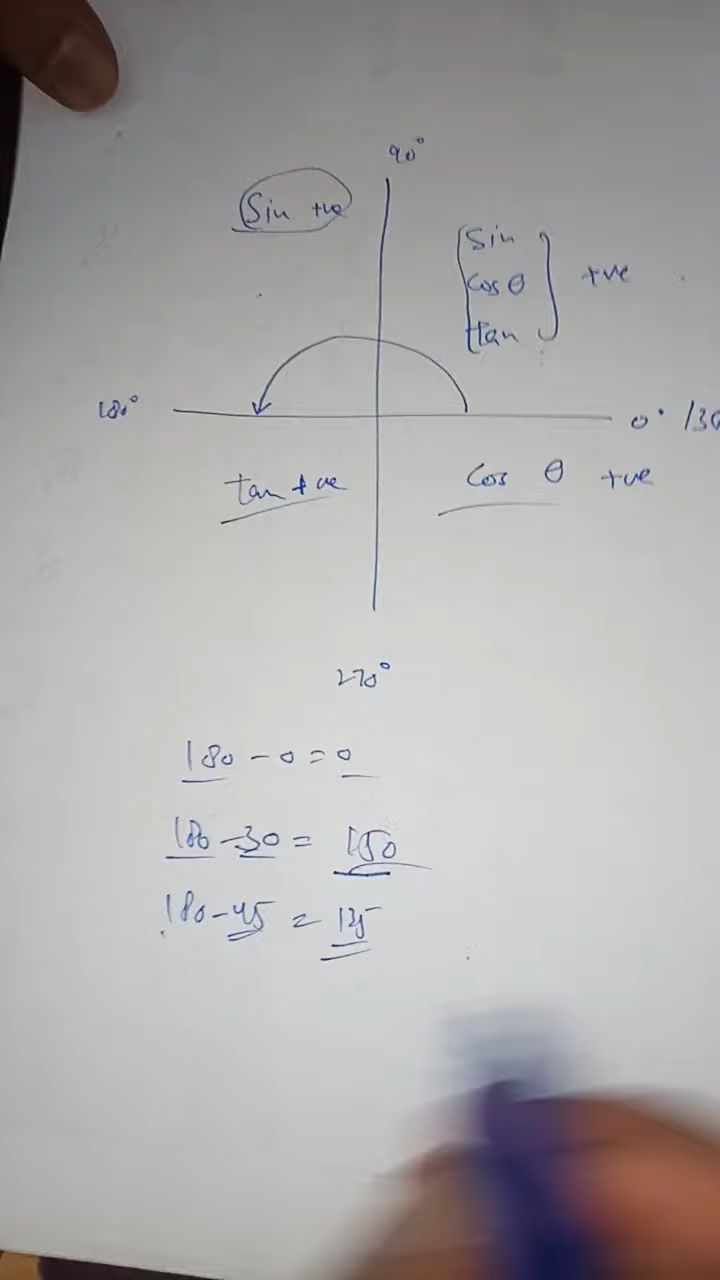 90°
Sin +ve
Sin
Cos θ +ve
tan
180°
0°
tan +ve
Cos θ +ve
270°
180 - 0 = 0
180 - 30 = 150
180 - 45 = 135